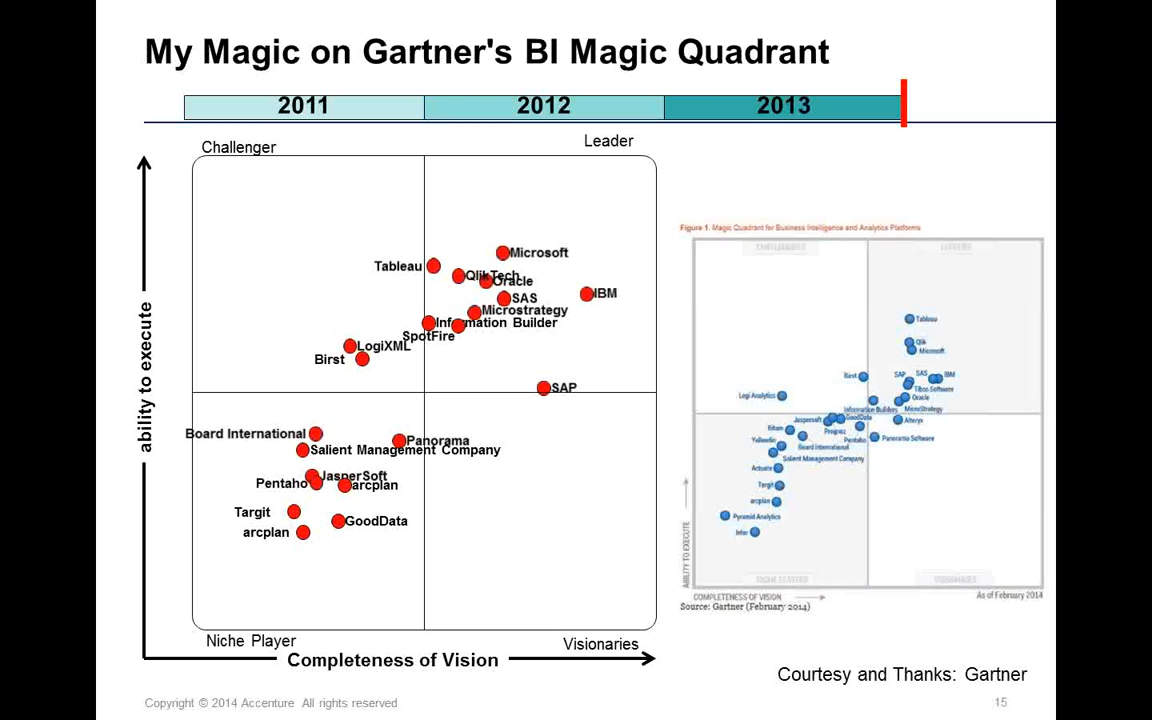 My Magic on Gartner's BI Magic Quadrant
2011 2012 2013
Challenger
Leader
Microsoft
Tableau
QlikTech
Oracle
IBM
SAS
Microstrategy
Information Builder
SpotFire
LogiXML
Birst
SAP
Board International
Panorama
Salient Management Company
JasperSoft
Pentaho
arcplan
Targit
GoodData
arcplan
ability to execute
Niche Player
Visionaries
Completeness of Vision
Figure 1. Magic Quadrant for Business Intelligence and Analytics Platforms
CHALLENGERS
LEADERS
Tableau
Qlik
Microsoft
Birst
SAP
SAS
IBM
Tibco Software
Logi Analytics
Oracle
Information Builders
MicroStrategy
Jaspersoft
GoodData
Alteryx
Prognoz
Pentaho
Panorama Software
Yellowfin
Board International
Salient Management Company
Actuate
Targit
arcplan
Pyramid Analytics
Infor
ABILITY TO EXECUTE
NICHE PLAYERS
VISIONARIES
COMPLETENESS OF VISION
As of February 2014
Source: Gartner (February 2014)
Courtesy and Thanks: Gartner
Copyright © 2014 Accenture All rights reserved
15